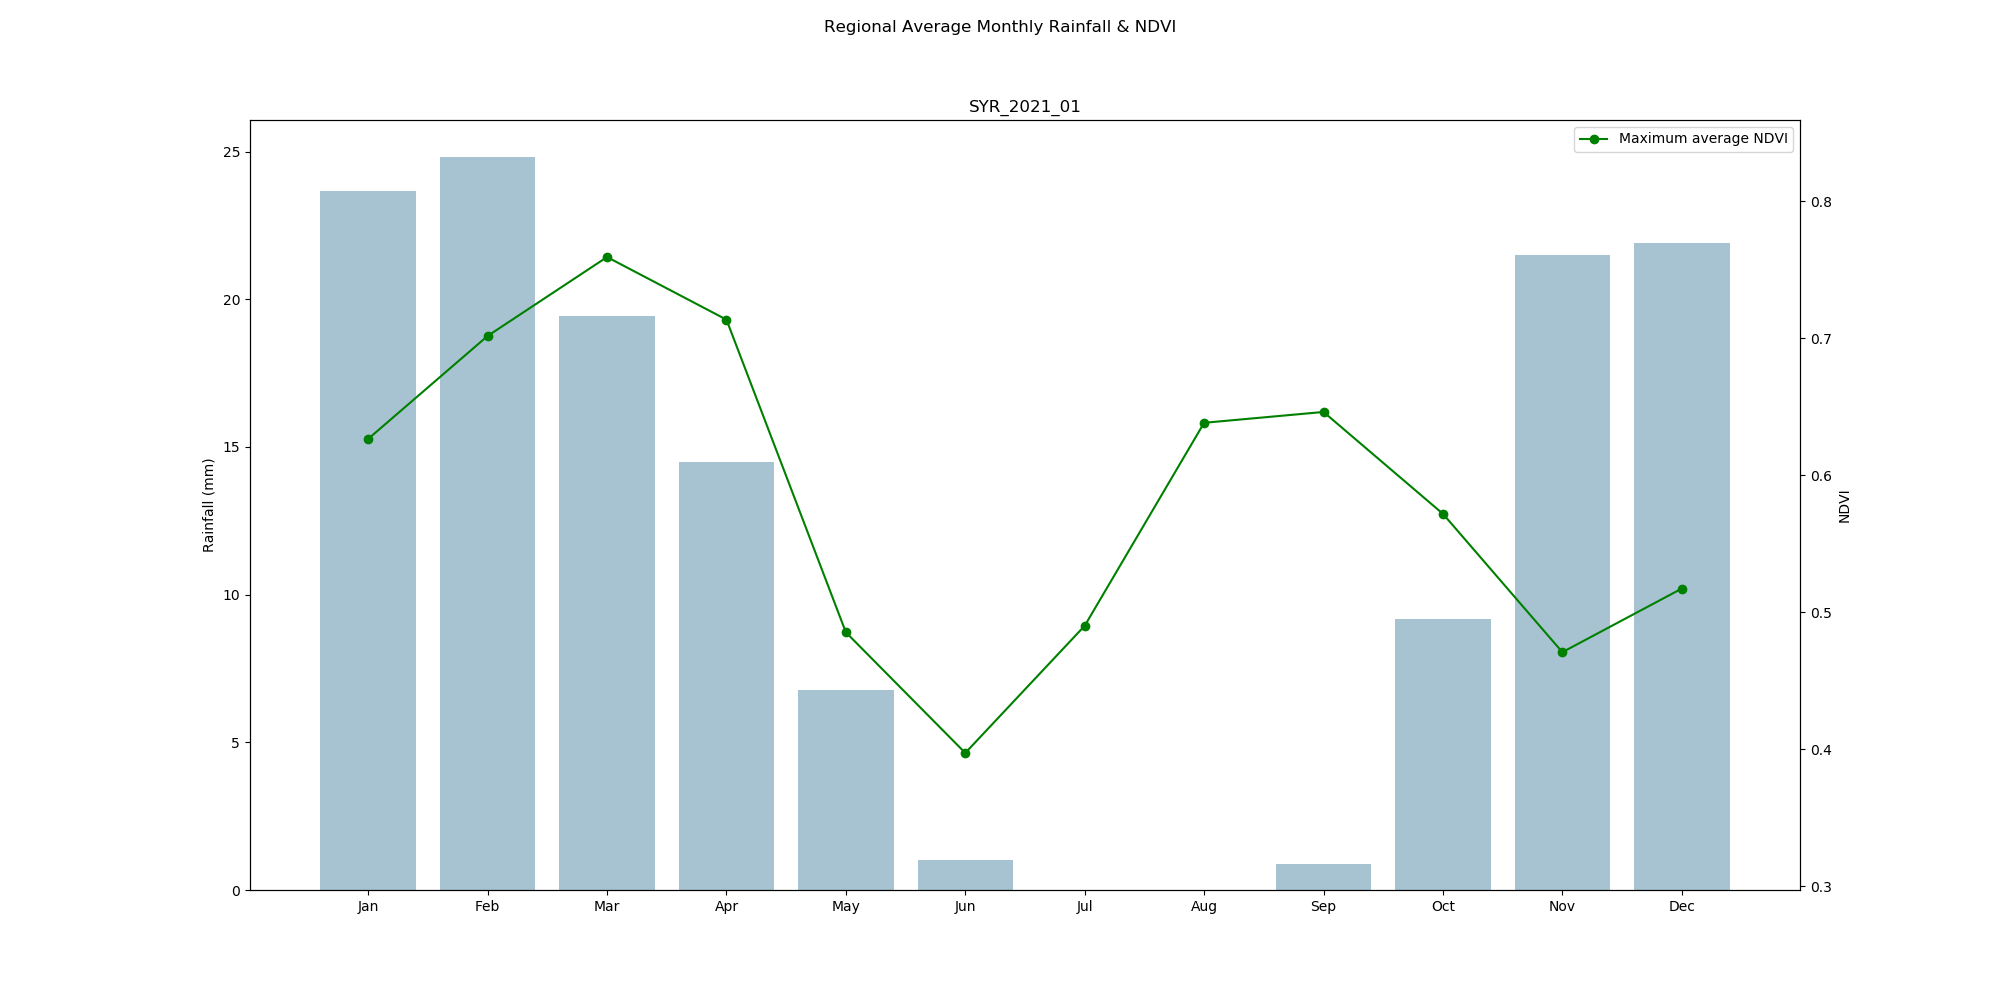 Regional Average Monthly Rainfall & NDVI
SYR_2021_01
Maximum average NDVI
25
20
15
10
5
0
Rainfall (mm)
0.8
0.7
0.6
0.5
0.4
0.3
NDVI
Jan Feb Mar Apr May Jun Jul Aug Sep Oct Nov Dec